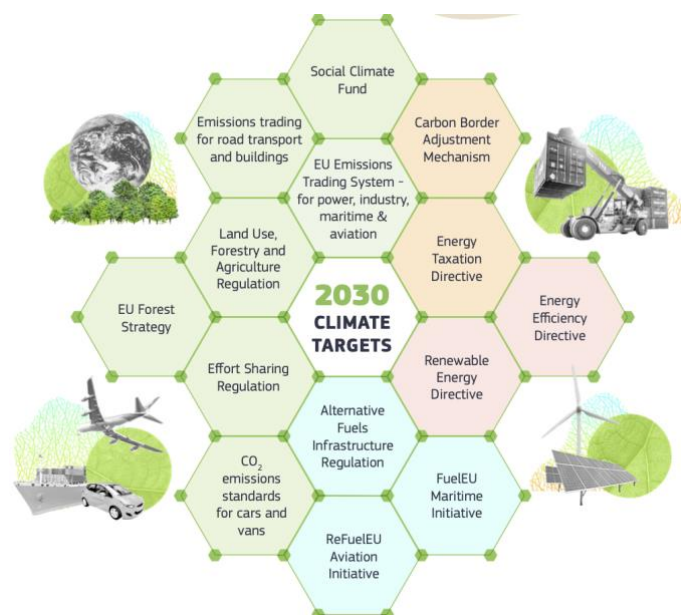 Social Climate
Fund
Emissions trading
for road transport
and buildings
Carbon Border
Adjustment
Mechanism
EU Emissions
Trading System -
for power, industry,
maritime &
aviation
Land Use,
Forestry and
Agriculture
Regulation
Energy
Taxation
Directive
EU Forest
Strategy
2030
CLIMATE
TARGETS
Energy
Efficiency
Directive
Effort Sharing
Regulation
Renewable
Energy
Directive
Alternative
Fuels
Infrastructure
Regulation
CO₂
emissions
standards
for cars and
vans
FuelEU
Maritime
Initiative
ReFuelEU
Aviation
Initiative